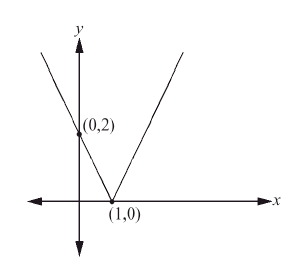 y
(0,2)
x
(1,0)